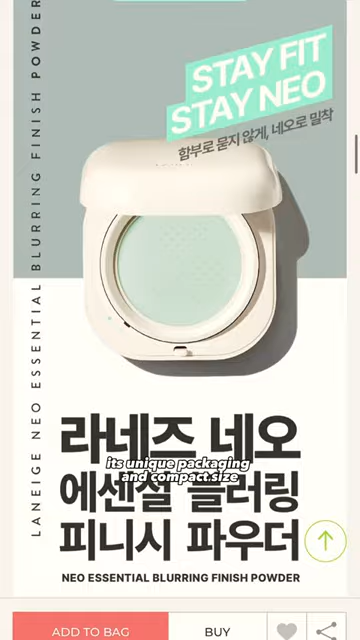 LANEIGE NEO ESSENTIAL BLURRING FINISH POWDER
STAY FIT
STAY NEO
함부로 묻지 않게, 네오로 밀착
라네즈 네오
its unique packaging
and compact size
에센셜 블러링
피니시 파우더
NEO ESSENTIAL BLURRING FINISH POWDER
ADD TO BAG
BUY